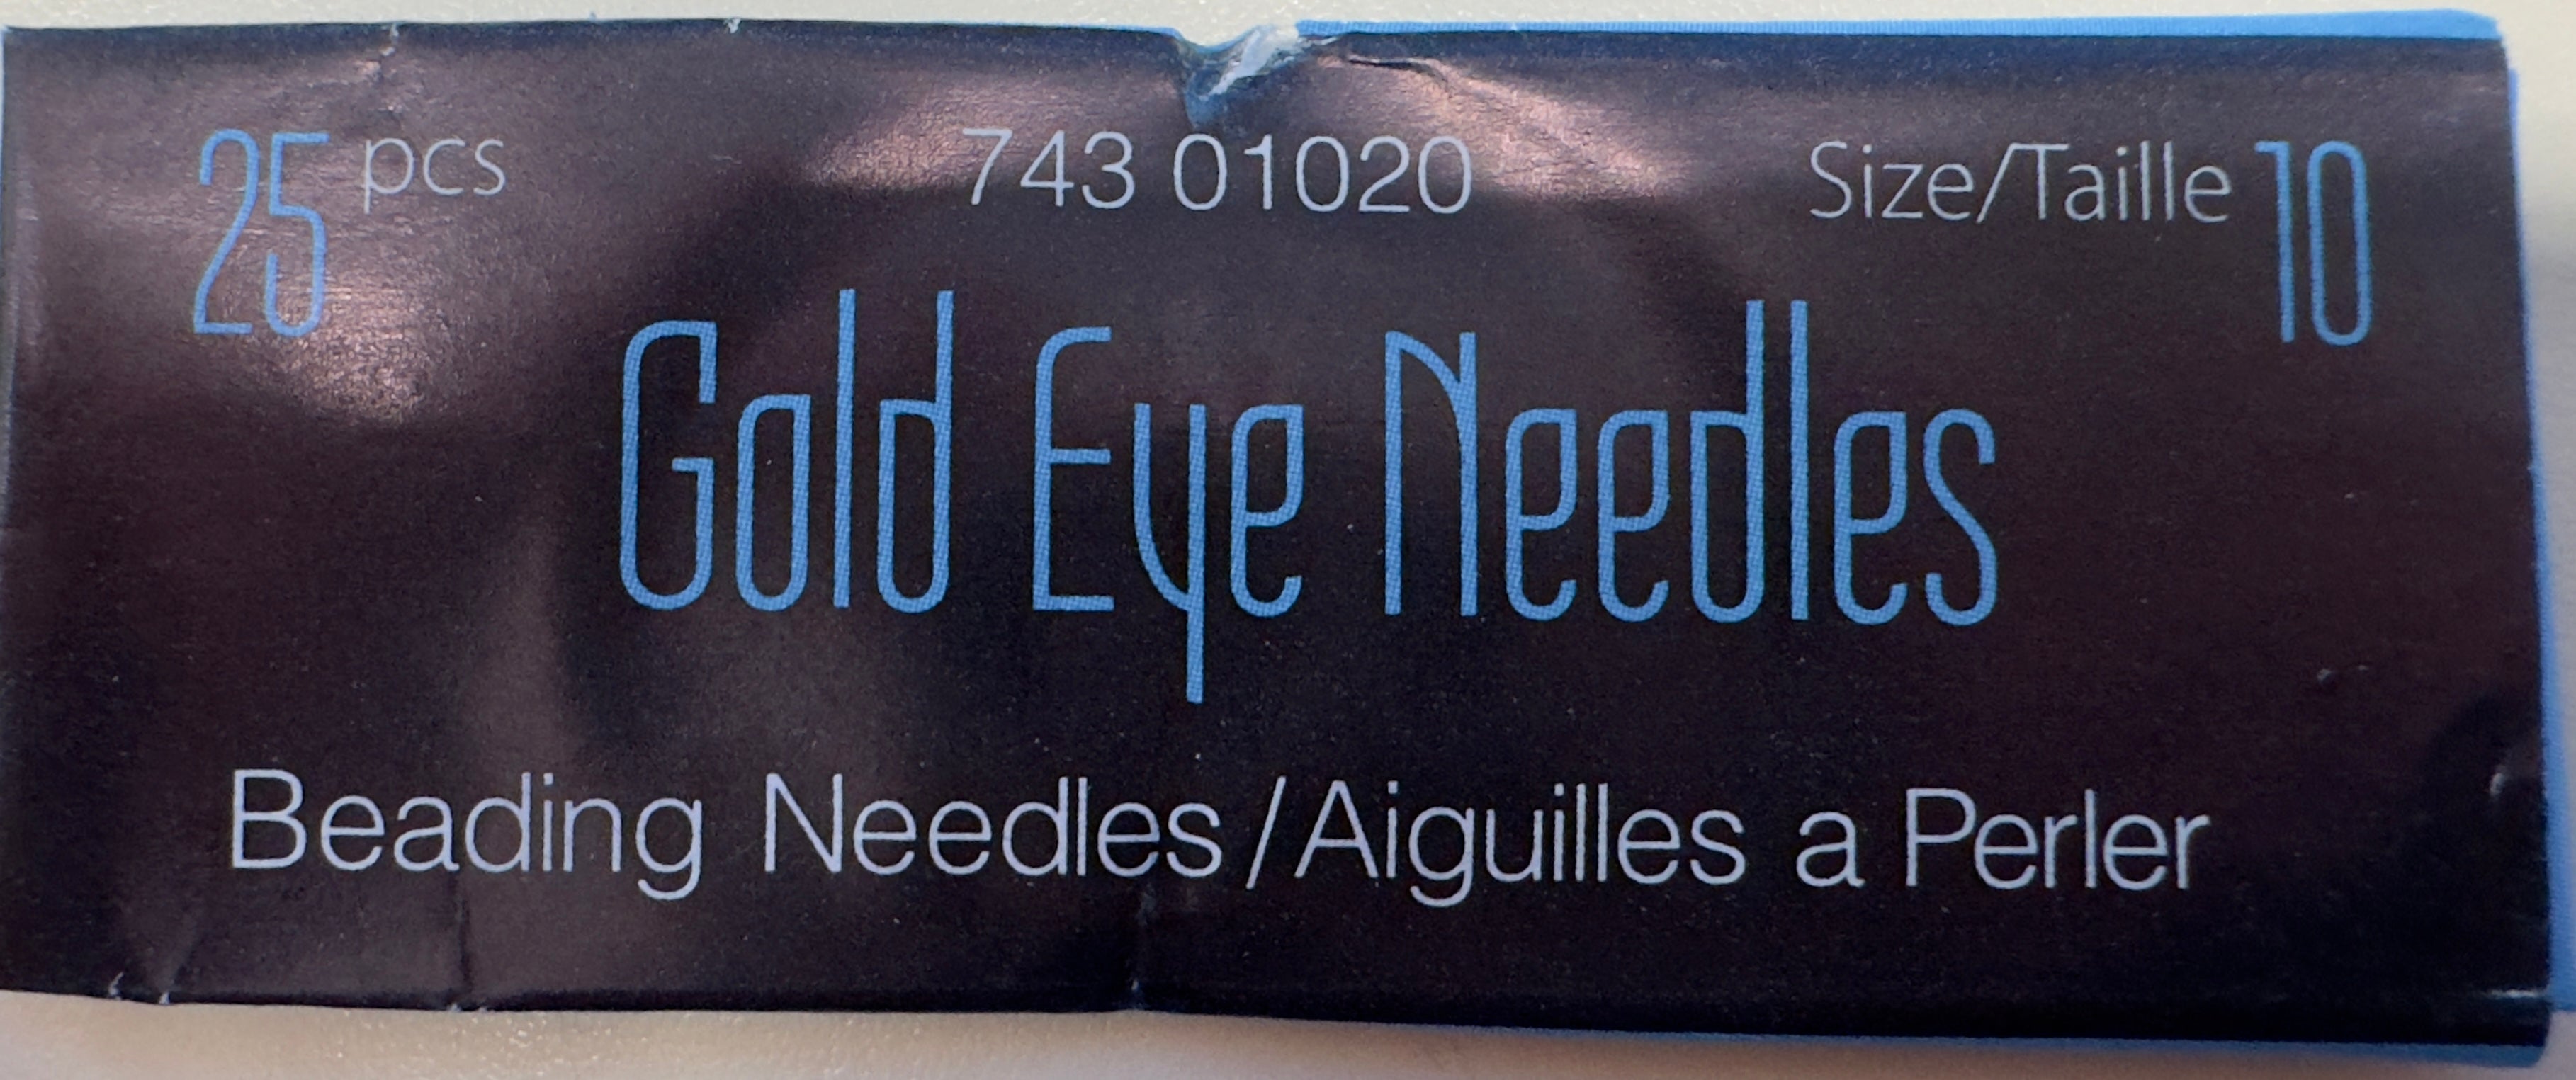 25 pcs 743 01020 Size/Taille 10
Gold Eye Needles
Beading Needles/Aiguilles a Perler